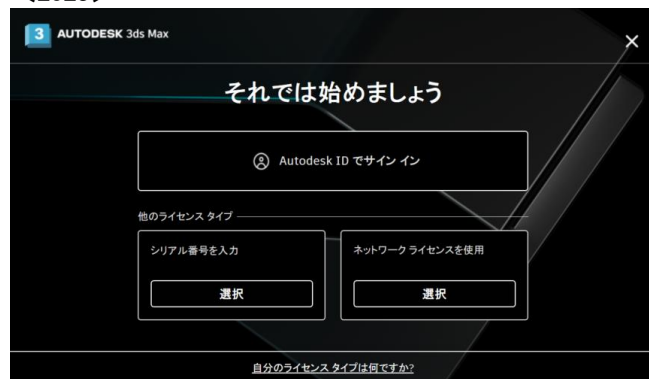 3 AUTODESK 3ds Max
それでは始めましょう
Autodesk ID でサイン イン
他のライセンス タイプ
シリアル番号を入力
ネットワーク ライセンスを使用
選択
選択
自分のライセンス タイプは何ですか?